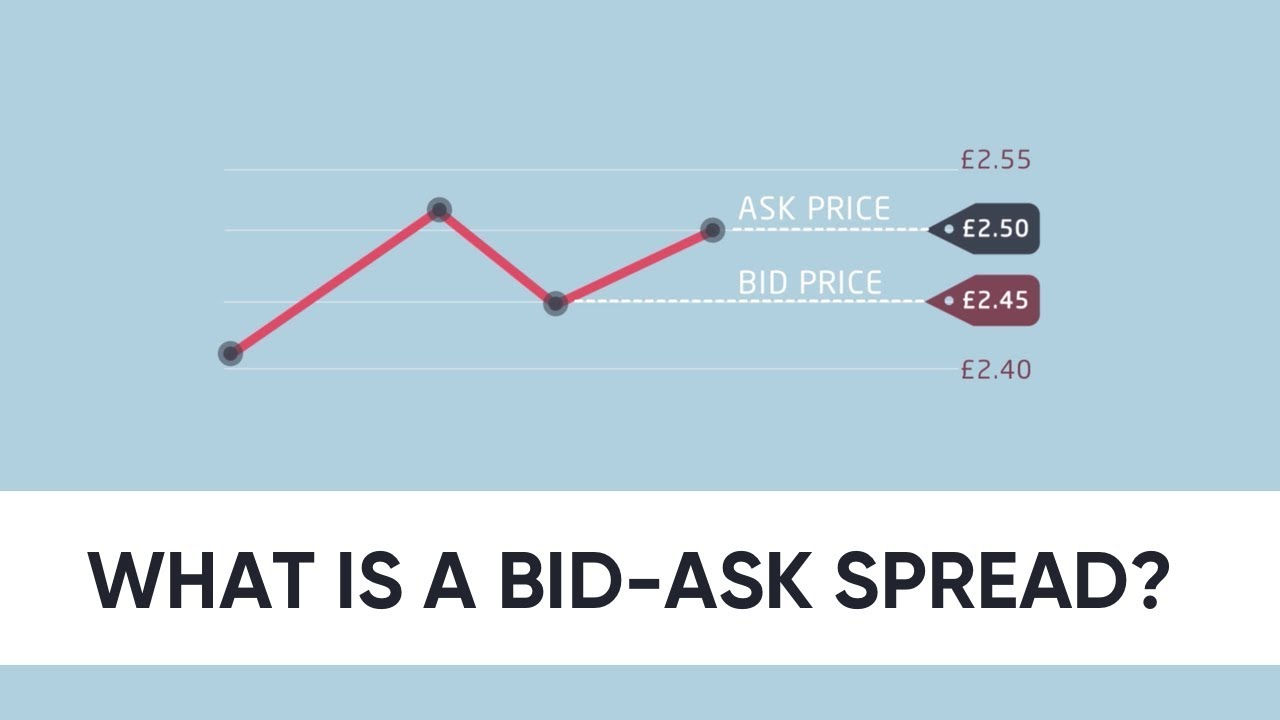 £2.55
ASK PRICE
£2.50
BID PRICE
£2.45
£2.40
WHAT IS A BID-ASK SPREAD?